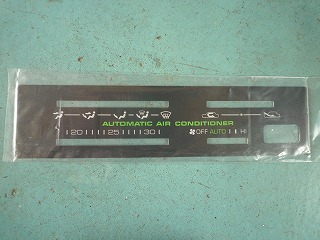 AUTOMATIC AIR CONDITIONER
20 25 30 OFF AUTO HI